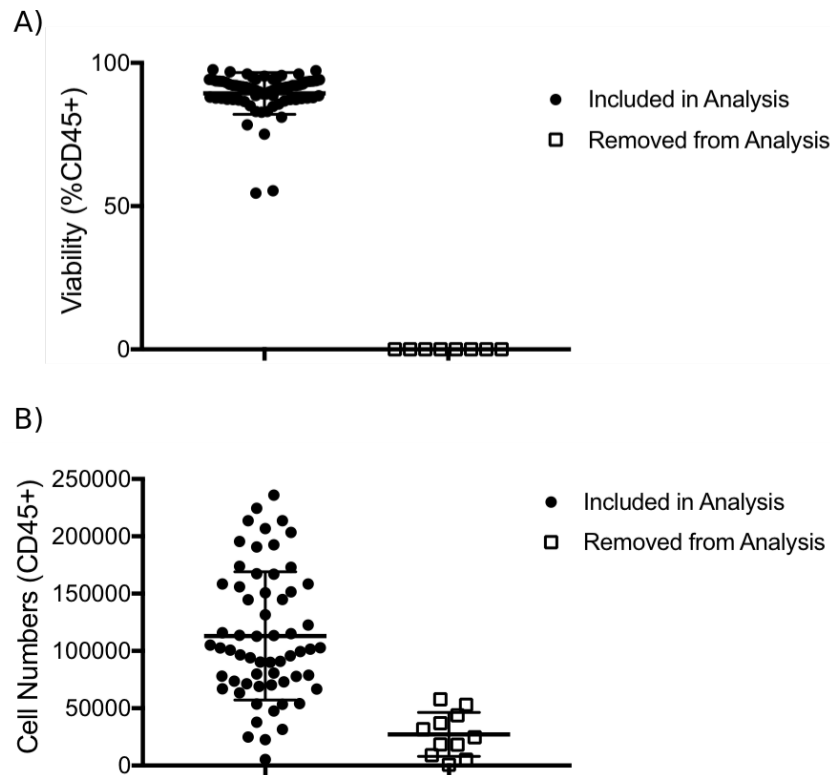 A)
Viability (%CD45+)
100
50
0
Included in Analysis
Removed from Analysis
B)
Cell Numbers (CD45+)
250000
200000
150000
100000
50000
0
Included in Analysis
Removed from Analysis